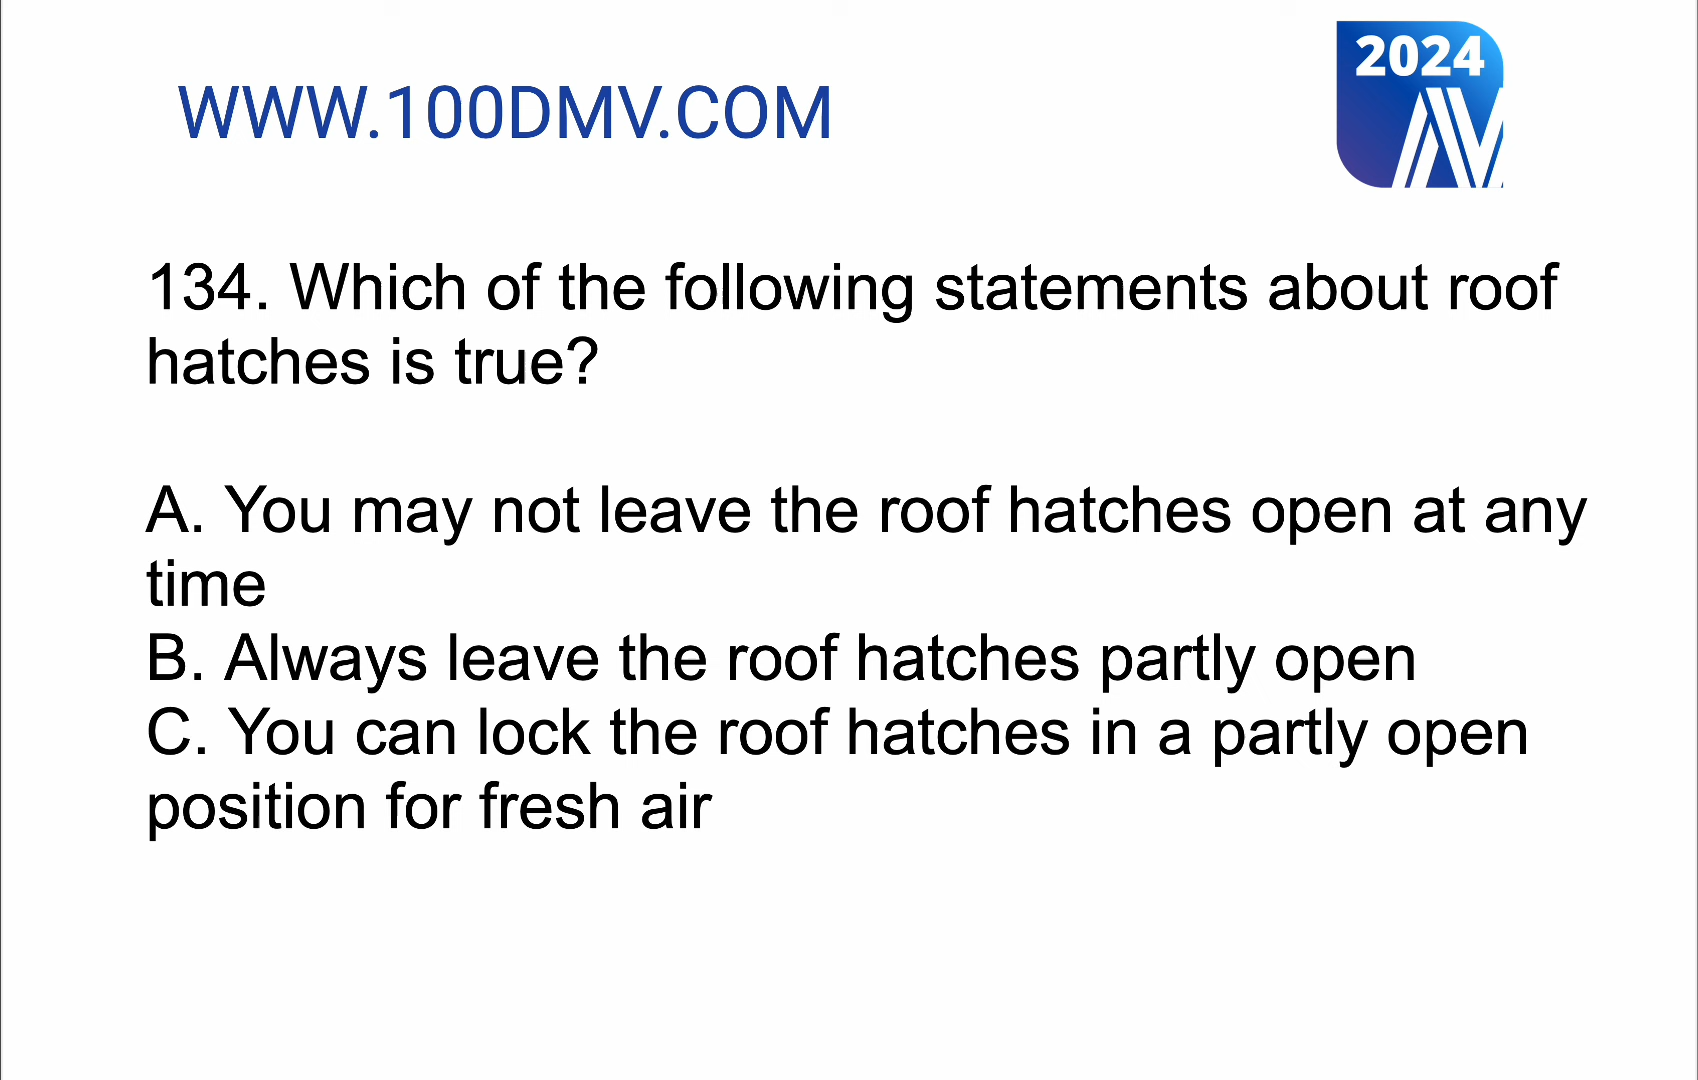 2024
WWW.100DMV.COM
134. Which of the following statements about roof
hatches is true?
A. You may not leave the roof hatches open at any
time
B. Always leave the roof hatches partly open
C. You can lock the roof hatches in a partly open
position for fresh air